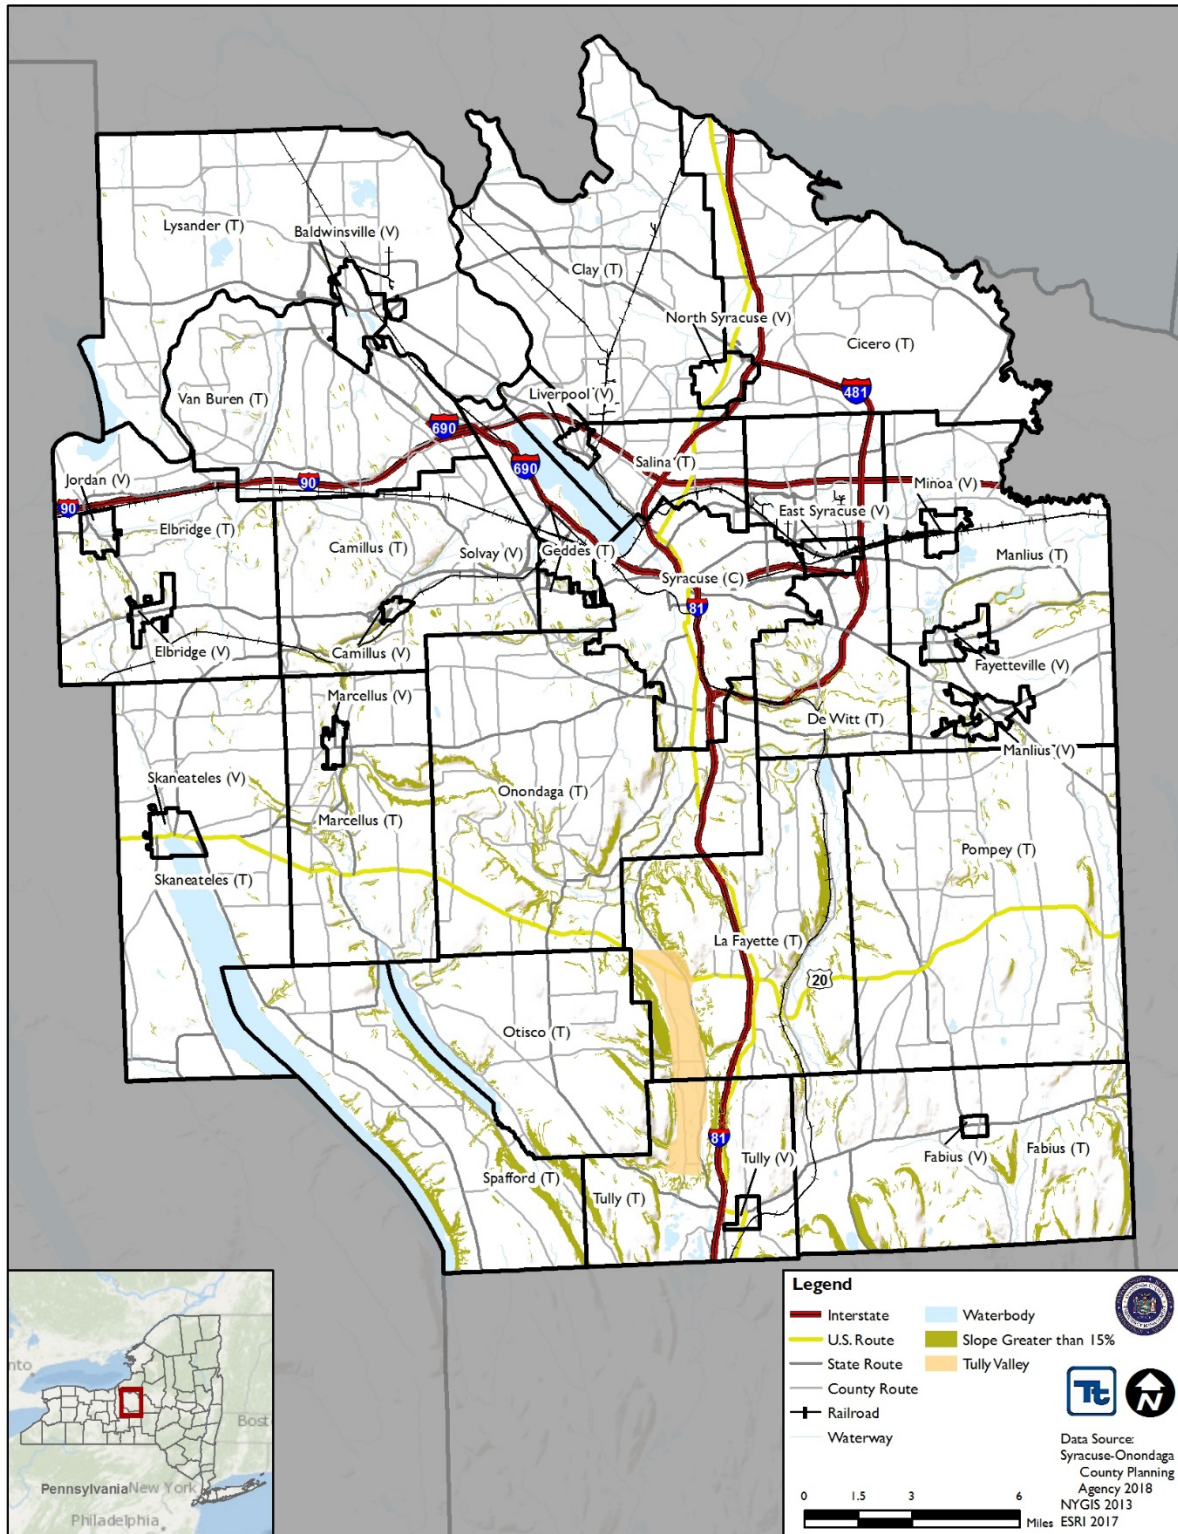 Lysander (T)
Baldwinsville (V)
Clay (T)
North Syracuse (V)
Cicero (T)
Van Buren (T)
Liverpool (V)
481
690
690
Salina (T)
Jordan (V)
90
90
Minoa (V)
East Syracuse (V)
Elbridge (T)
Camillus (T)
Solvay (V)
Geddes (T)
Manlius (T)
Syracuse (C)
81
Elbridge (V)
Camillus (V)
Fayetteville (V)
Marcellus (V)
De Witt (T)
Manlius (V)
Skaneateles (V)
Onondaga (T)
Marcellus (T)
Pompey (T)
Skaneateles (T)
La Fayette (T)
20
Otisco (T)
81
Tully (V)
Fabius (V)
Fabius (T)
Spafford (T)
Tully (T)
Legend
Interstate
U.S. Route
State Route
County Route
Railroad
Waterway
Waterbody
Slope Greater than 15%
Tully Valley
Tt
N
Data Source:
Syracuse-Onondaga
County Planning
Agency 2018
NYGIS 2013
ESRI 2017
0 1.5 3 6
Miles
nto
Bost
Pennsylvania
New York
Philadelphia